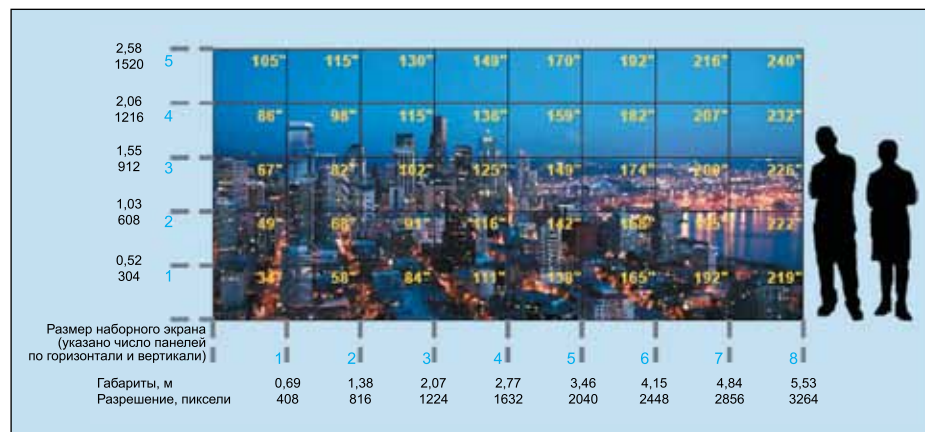 2,58
1520 5 105" 115" 130" 149" 170" 192" 216" 240"
2,06
1216 4 86" 98" 115" 136" 159" 182" 207" 232"
1,55
912 3 67" 82" 102" 125" 149" 174" 200" 226"
1,03
608 2 49" 68" 91" 116" 142" 168" 195" 222"
0,52
304 1 34" 58" 84" 111" 138" 165" 192" 219"
Размер наборного экрана
(указано число панелей
по горизонтали и вертикали) 1 2 3 4 5 6 7 8
Габариты, м 0,69 1,38 2,07 2,77 3,46 4,15 4,84 5,53
Разрешение, пиксели 408 816 1224 1632 2040 2448 2856 3264